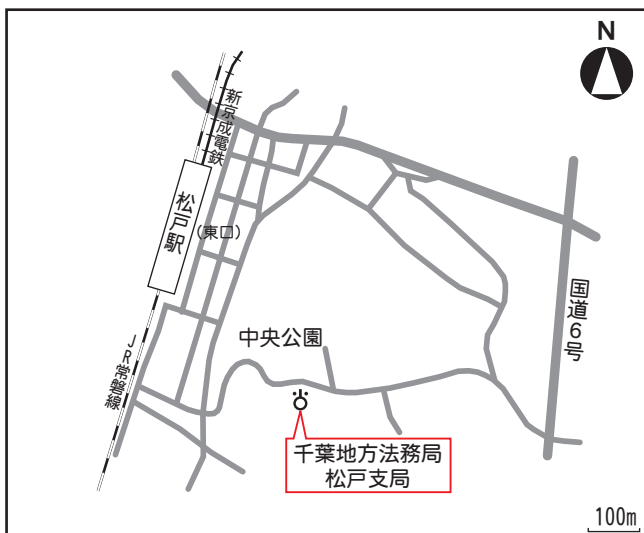 N
新京成電鉄
松戸駅
(東口)
国道6号
中央公園
JR常磐線
千葉地方法務局
松戸支局
100m